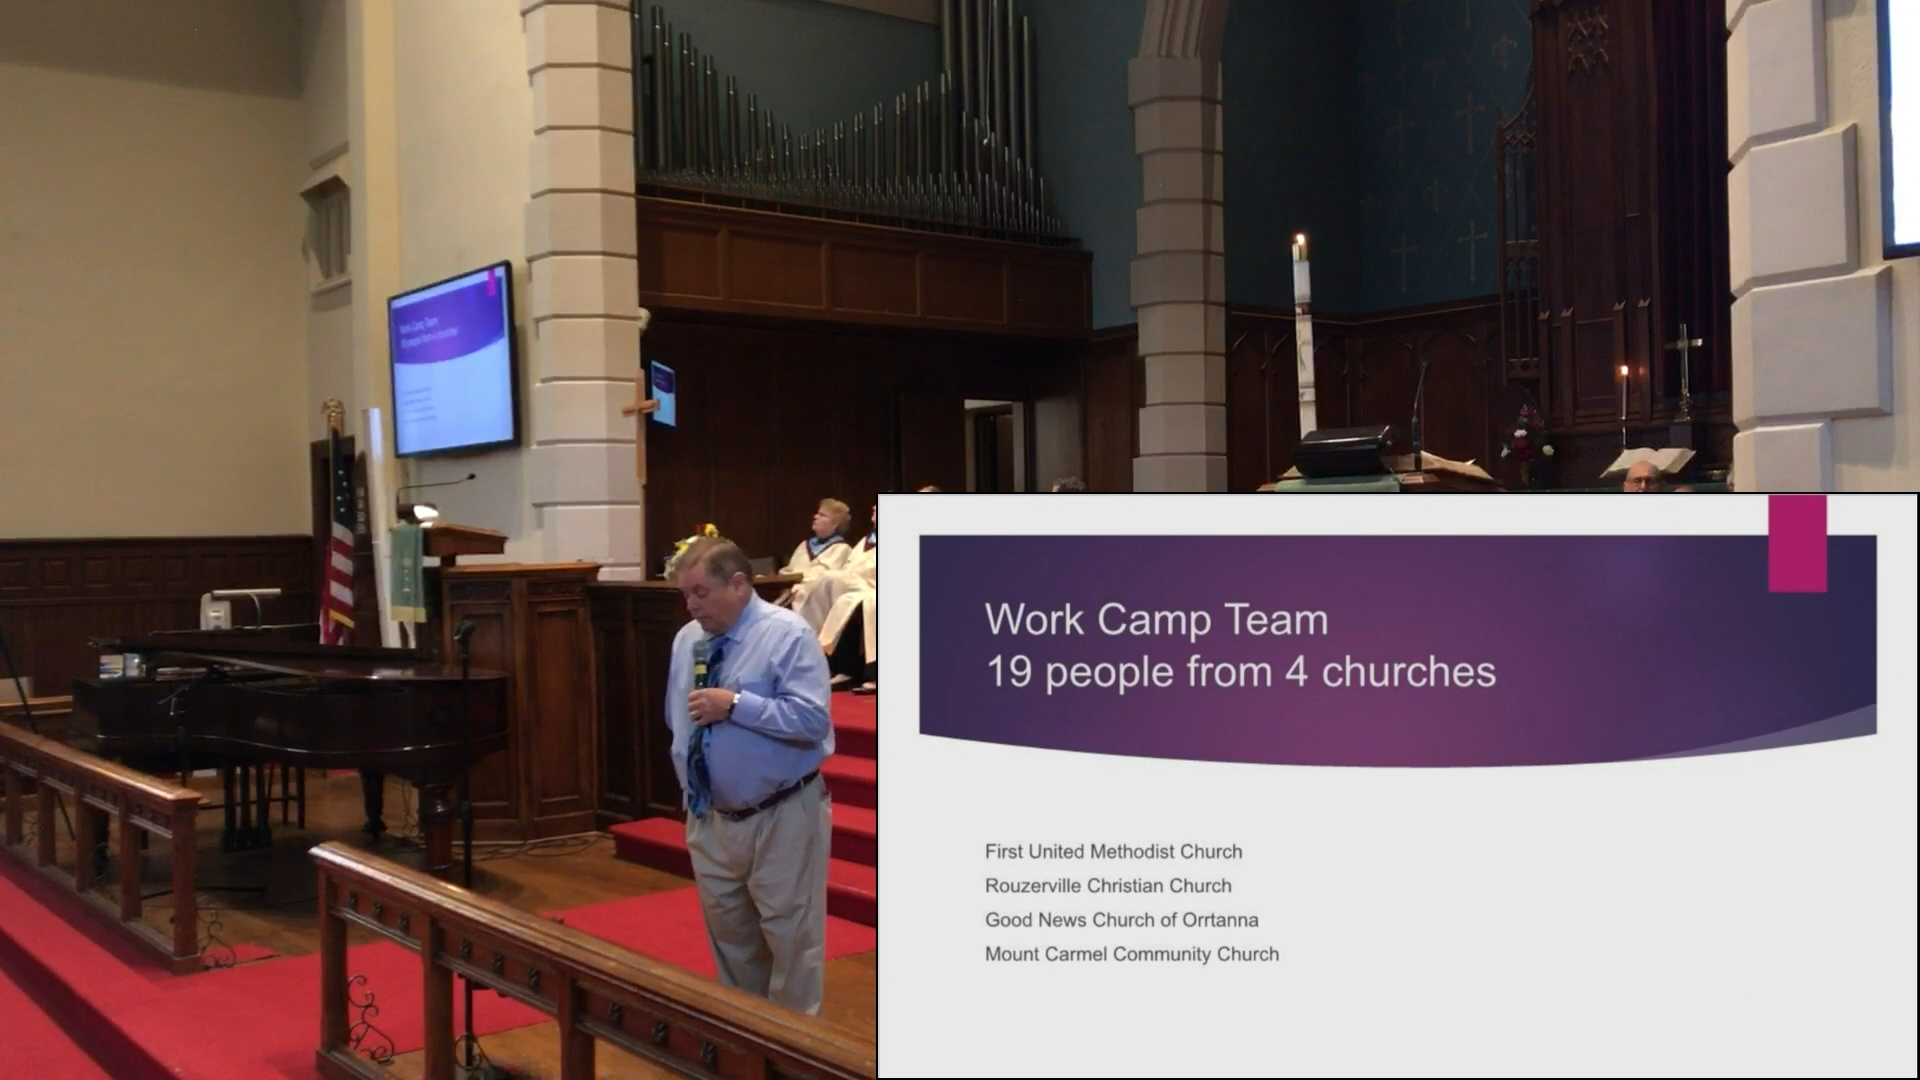 Work Camp Team
19 people from 4 churches
First United Methodist Church
Rouzerville Christian Church
Good News Church of Orrtanna
Mount Carmel Community Church